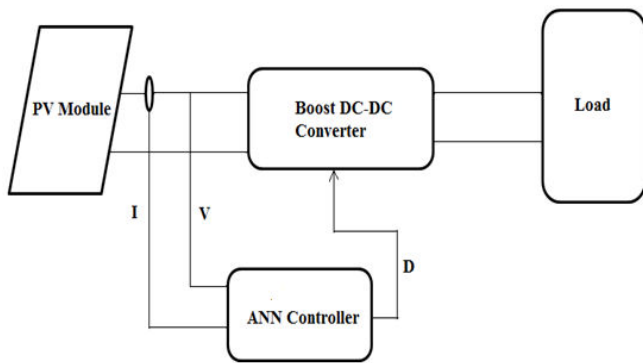 PV Module
Boost DC-DC
Converter
Load
I
V
D
ANN Controller